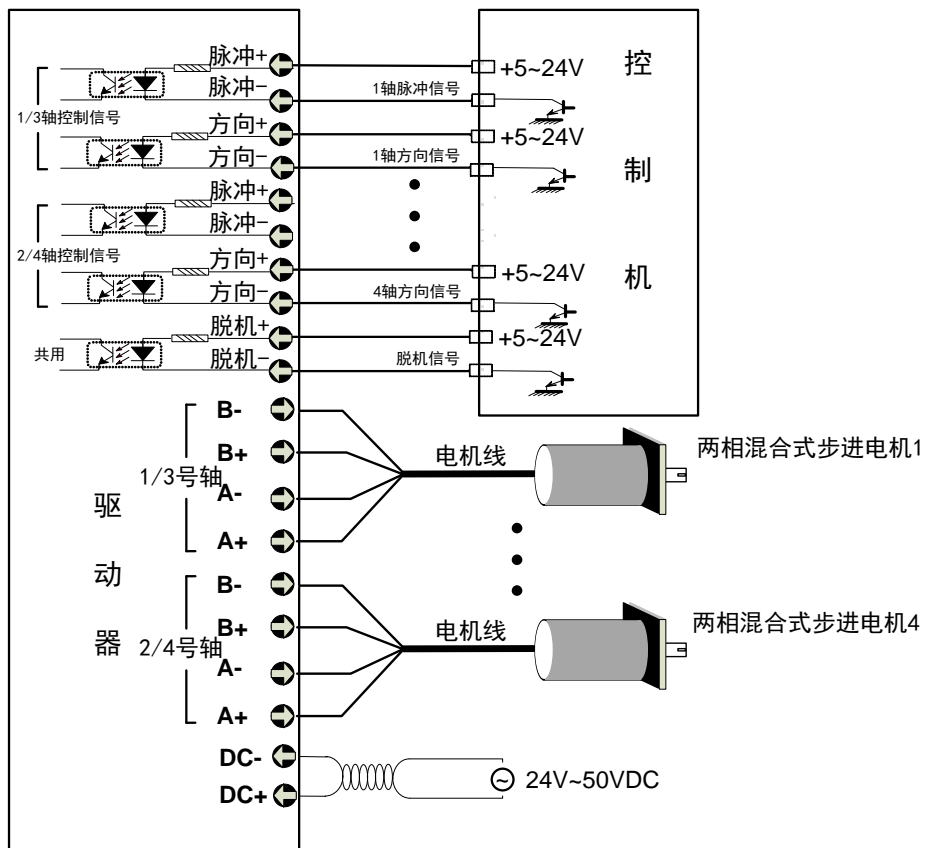 脉冲+
脉冲-
1/3轴控制信号
方向+
方向-
脉冲+
脉冲-
2/4轴控制信号
方向+
方向-
脱机+
共用
脱机-
+5~24V
1轴脉冲信号
+5~24V
1轴方向信号
+5~24V
4轴方向信号
+5~24V
脱机信号
控
制
机
B-
B+
1/3号轴
A-
A+
B-
B+
2/4号轴
A-
A+
驱
动
器
电机线
两相混合式步进电机1
电机线
两相混合式步进电机4
DC-
DC+
24V~50VDC